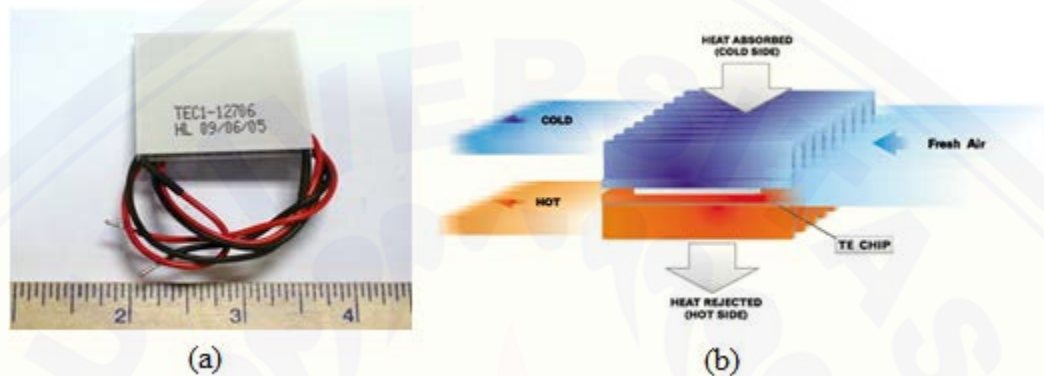 TEC1-12706
HL 09/06/05
2
3
4
(a)
HEAT ABSORBED
(COLD SIDE)
COLD
Fresh Air
HOT
TE CHIP
HEAT REJECTED
(HOT SIDE)
(b)